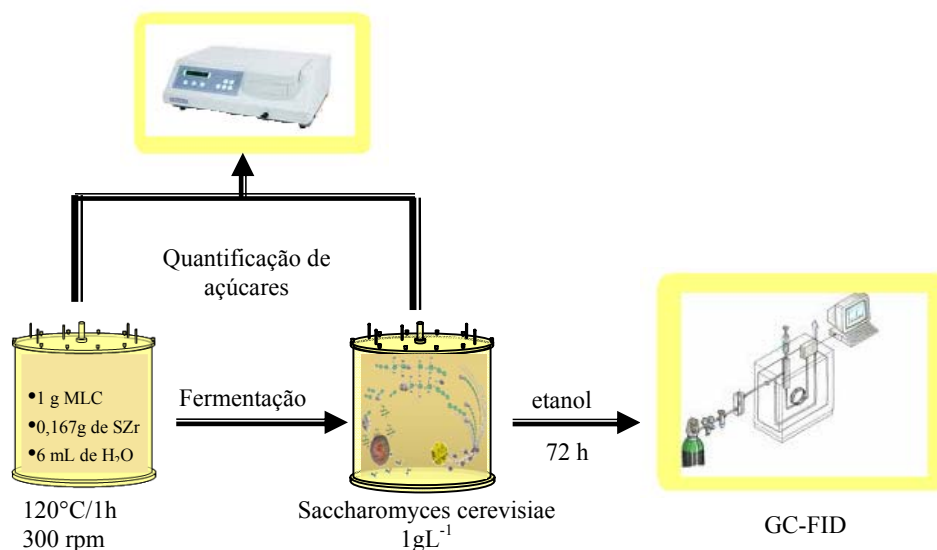 Quantificação de
açúcares
•1 g MLC
•0,167g de SZr
•6 mL de H₂O
120°C/1h
300 rpm
Fermentação
Saccharomyces cerevisiae
1gL⁻¹
etanol
72 h
GC-FID